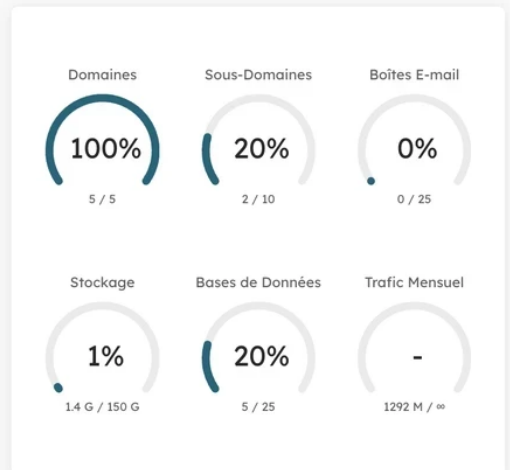 Domaines
Sous-Domaines
Boîtes E-mail
100%
20%
0%
5 / 5
2 / 10
0 / 25
Stockage
Bases de Données
Trafic Mensuel
1%
20%
-
1.4 G / 150 G
5 / 25
1292 M / ∞